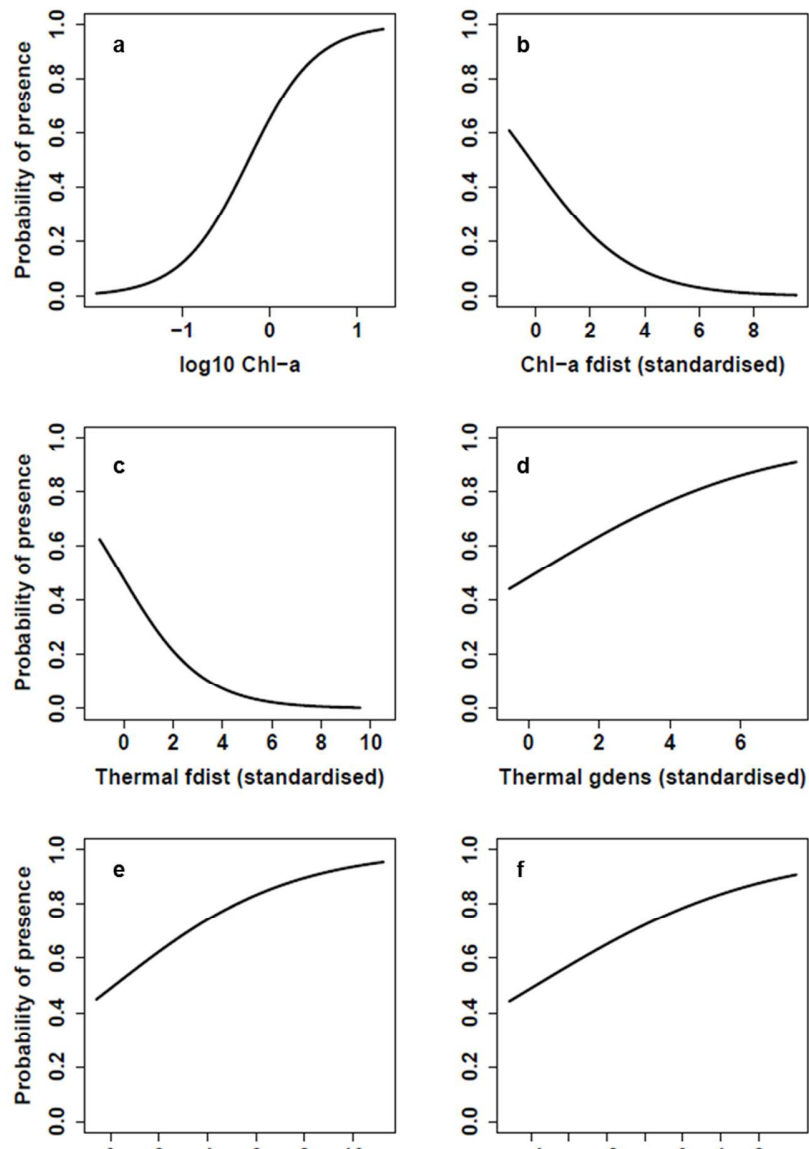 a
Probability of presence
0.0 0.2 0.4 0.6 0.8 1.0
−1 0 1
log10 Chl−a
b
0.0 0.2 0.4 0.6 0.8 1.0
0 2 4 6 8
Chl−a fdist (standardised)
c
Probability of presence
0.0 0.2 0.4 0.6 0.8 1.0
0 2 4 6 8 10
Thermal fdist (standardised)
d
0.0 0.2 0.4 0.6 0.8 1.0
0 2 4 6
Thermal gdens (standardised)
e
Probability of presence
0.0 0.2 0.4 0.6 0.8 1.0
f
0.0 0.2 0.4 0.6 0.8 1.0